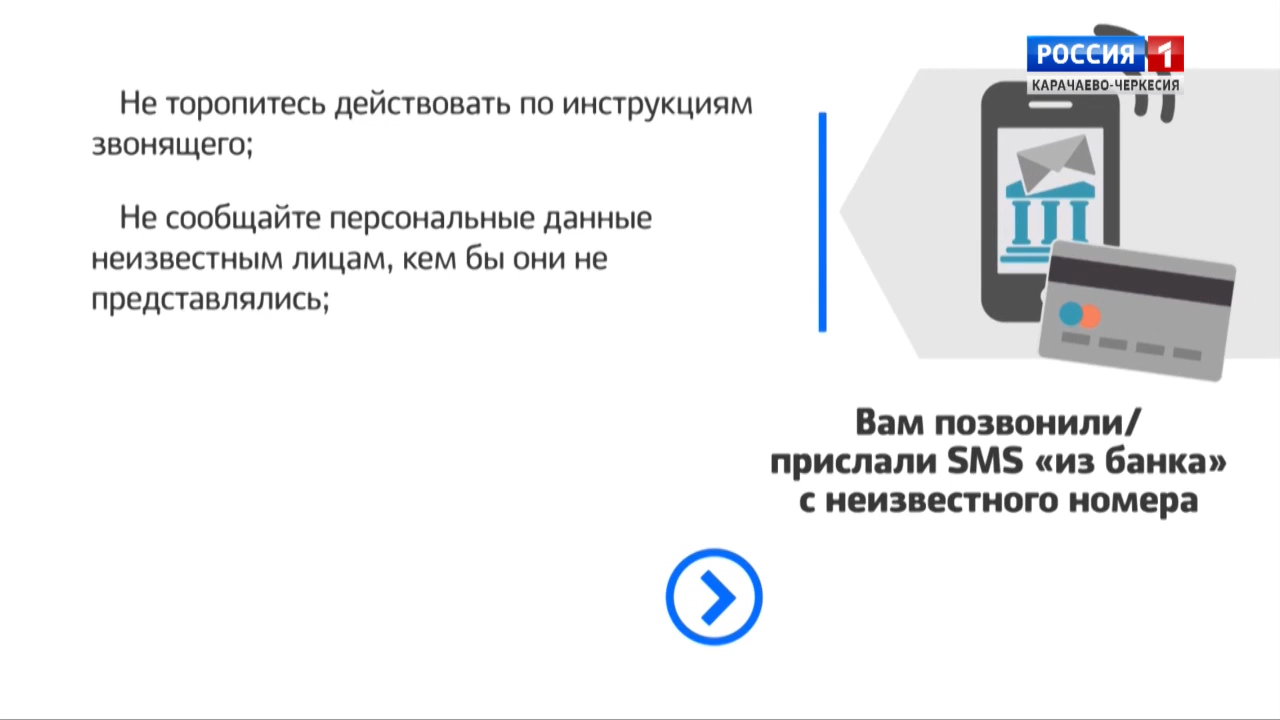 РОССИЯ 1
КАРАЧАЕВО-ЧЕРКЕСИЯ
Не торопитесь действовать по инструкциям
звонящего;
Не сообщайте персональные данные
неизвестным лицам, кем бы они не
представлялись;
Вам позвонили/
прислали SMS «из банка»
с неизвестного номера